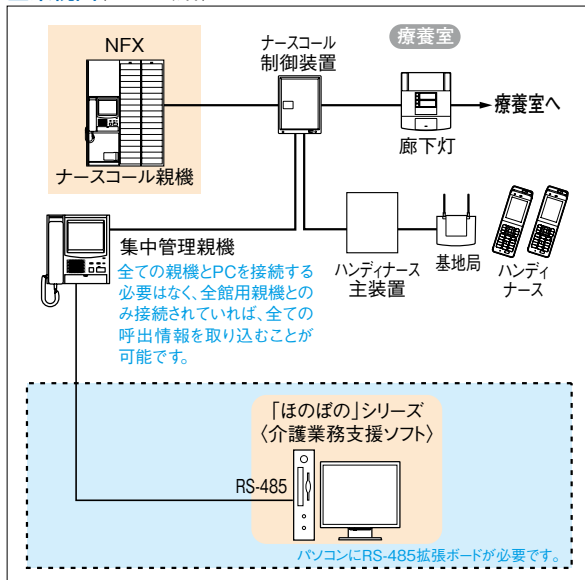 NFX
ナースコール親機
ナースコール
制御装置
療養室
廊下灯
療養室へ
集中管理親機
全ての親機とPCを接続する
必要はなく、全館用親機との
み接続されていれば、全ての
呼出情報を取り込むことが
可能です。
ハンディナース
主装置
基地局
ハンディ
ナース
「ほのぼの」シリーズ
〈介護業務支援ソフト〉
RS-485
パソコンにRS-485拡張ボードが必要です。